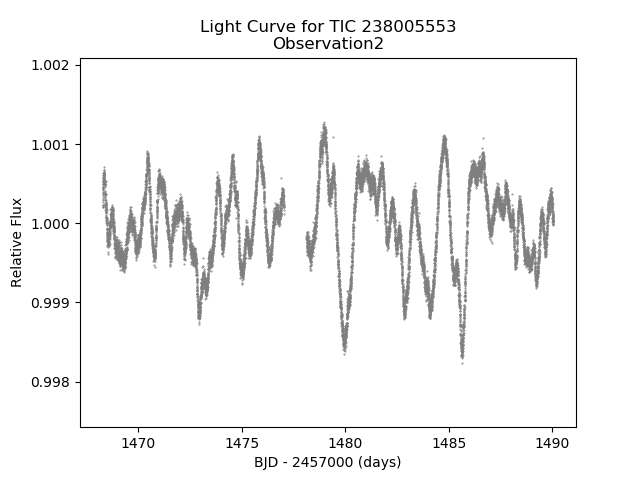 Light Curve for TIC 238005553
Observation2
1.002
1.001
1.000
0.999
0.998
Relative Flux
1470 1475 1480 1485 1490
BJD - 2457000 (days)